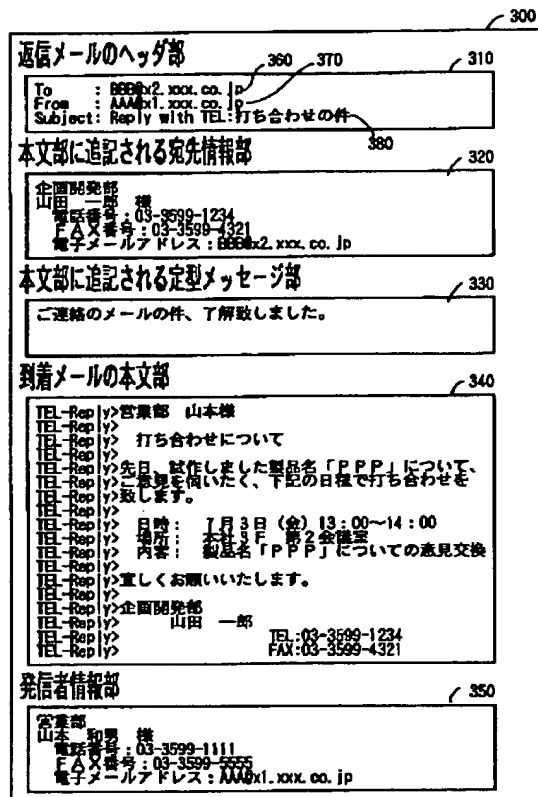 300
返信メールのヘッダ部
360 370 310
To : BBB@x2.xxx.co.jp
From : AAA@x1.xxx.co.jp
Subject: Reply with TEL:打ち合わせの件
380
本文部に追記される宛先情報部
320
企画開発部
山田 一郎 様
電話番号:03-3599-1234
FAX番号:03-3599-4321
電子メールアドレス:BBB@x2.xxx.co.jp
本文部に追記される定型メッセージ部
330
ご連絡のメールの件、了解致しました。
到着メールの本文部
340
TEL-Reply>営業部 山本様
TEL-Reply>
TEL-Reply> 打ち合わせについて
TEL-Reply>
TEL-Reply>先日、試作しました製品名「PPP」について、
TEL-Reply>ご意見を伺いたく、下記の日程で打ち合わせを
TEL-Reply>致します。
TEL-Reply>
TEL-Reply> 日時: 7月3日(金)13:00~14:00
TEL-Reply> 場所: 本社3F 第2会議室
TEL-Reply> 内容: 製品名「PPP」についての意見交換
TEL-Reply>
TEL-Reply>宜しくお願いいたします。
TEL-Reply>
TEL-Reply>企画開発部
TEL-Reply> 山田 一郎
TEL-Reply> TEL:03-3599-1234
TEL-Reply> FAX:03-3599-4321
発信者情報部
350
営業部
山本 和男 様
電話番号:03-3599-1111
FAX番号:03-3599-5555
電子メールアドレス:AAA@x1.xxx.co.jp